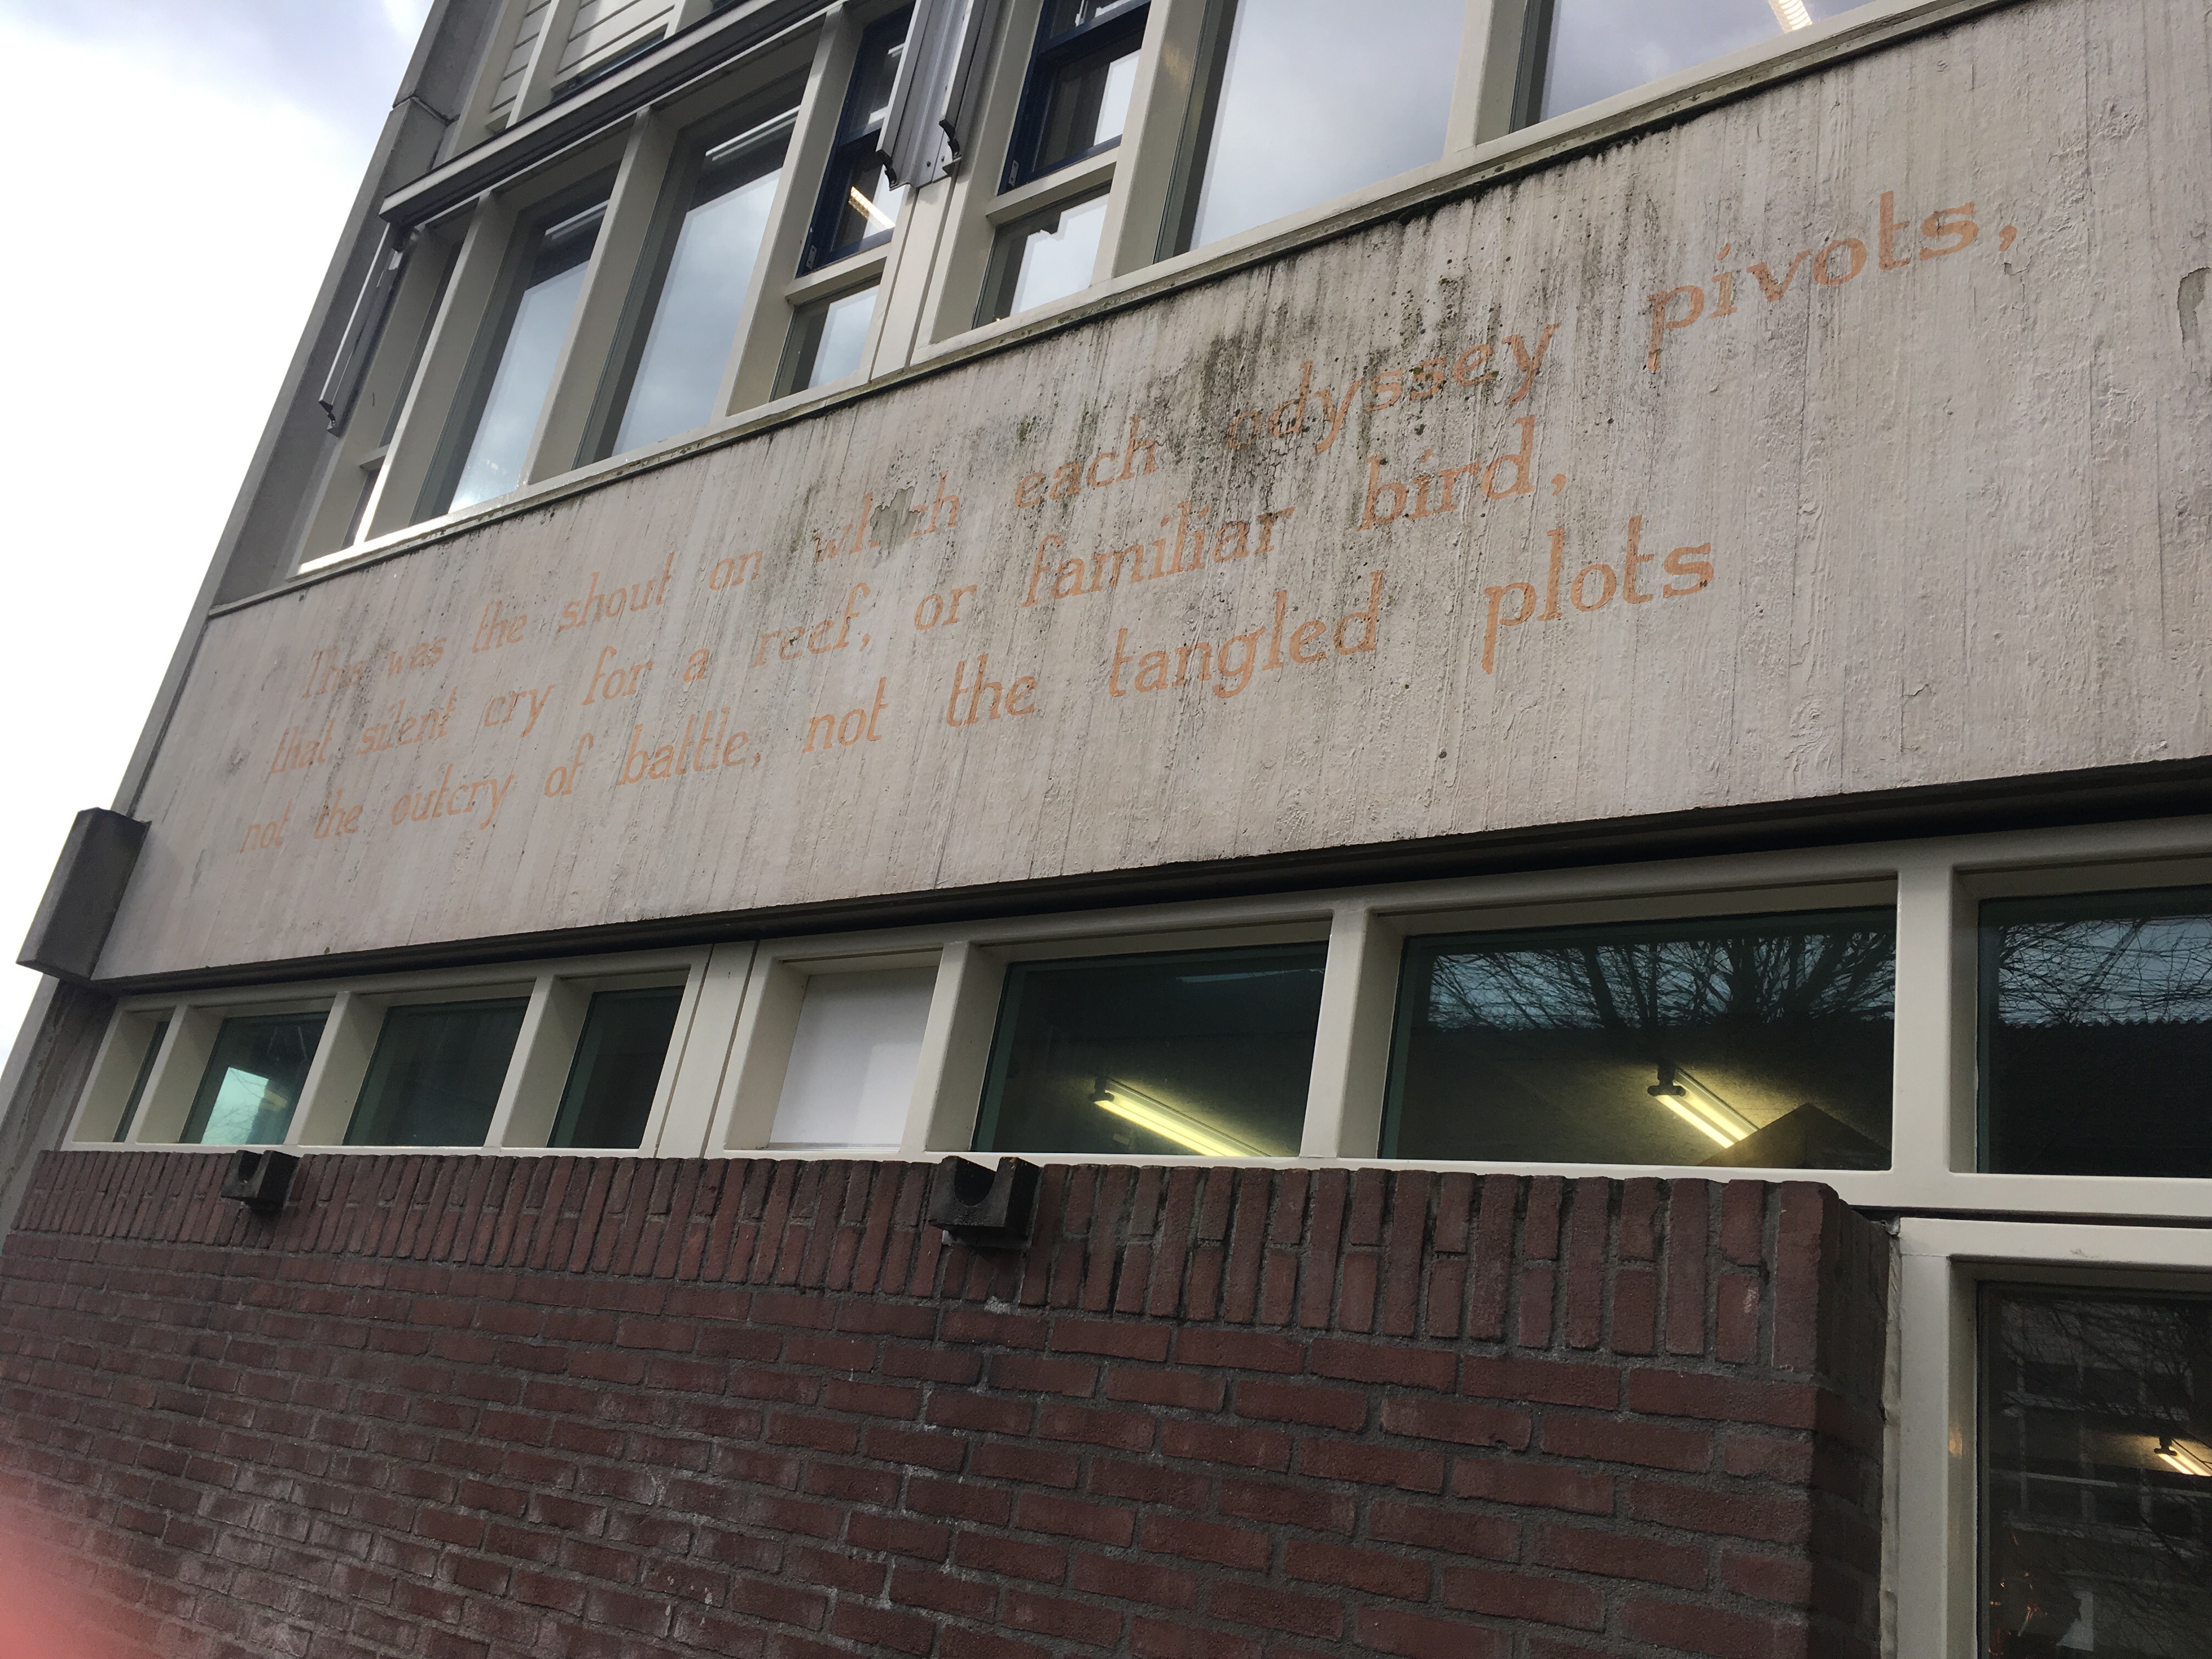 This was the shout on which each odyssey pivots,
that silent cry for a reef, or familiar bird,
not the outcry of battle, not the tangled plots